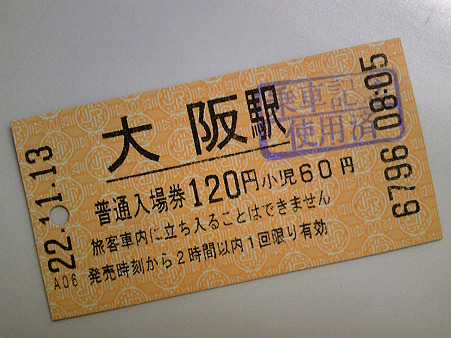 大阪駅
乗車記
使用済
普通入場券 120円 小児60円
旅客車内に立ち入ることはできません
発売時刻から2時間以内1回限り有効
22.11.13
A06
6796 08:05